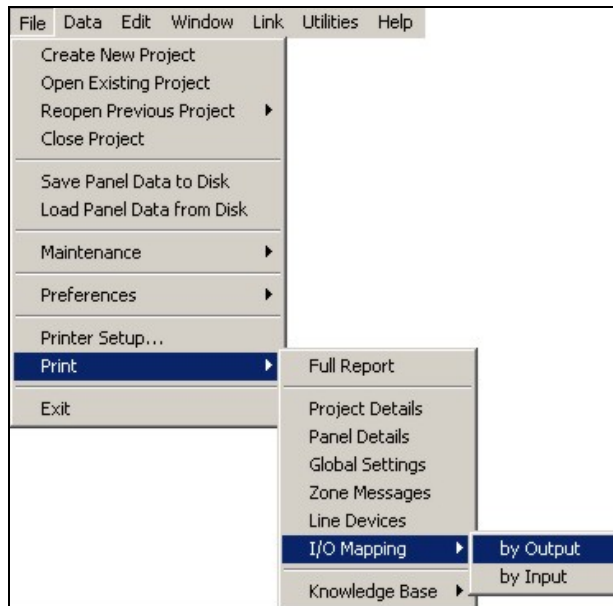 File Data Edit Window Link Utilities Help
Create New Project
Open Existing Project
Reopen Previous Project
Close Project
Save Panel Data to Disk
Load Panel Data from Disk
Maintenance
Preferences
Printer Setup...
Print
Exit
Full Report
Project Details
Panel Details
Global Settings
Zone Messages
Line Devices
I/O Mapping
Knowledge Base
by Output
by Input